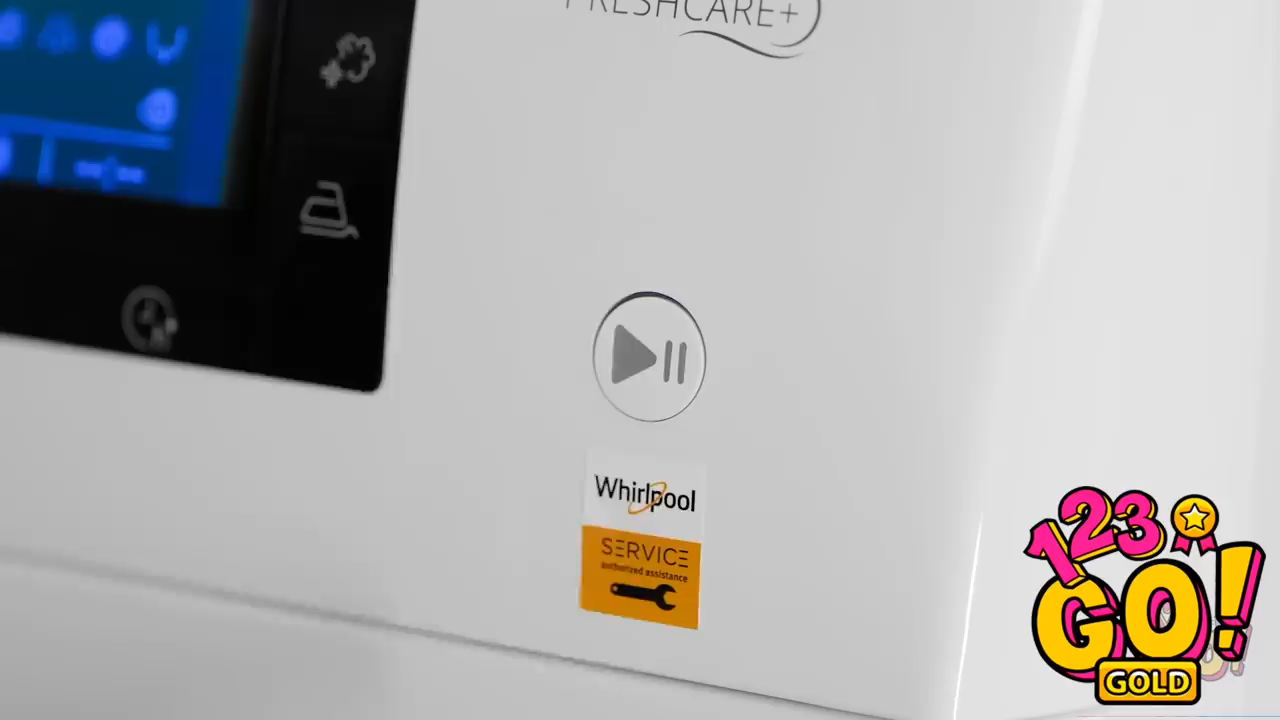 FRESHCARE+
Whirlpool
SERVICE
authorized assistance
123
GO!
GOLD